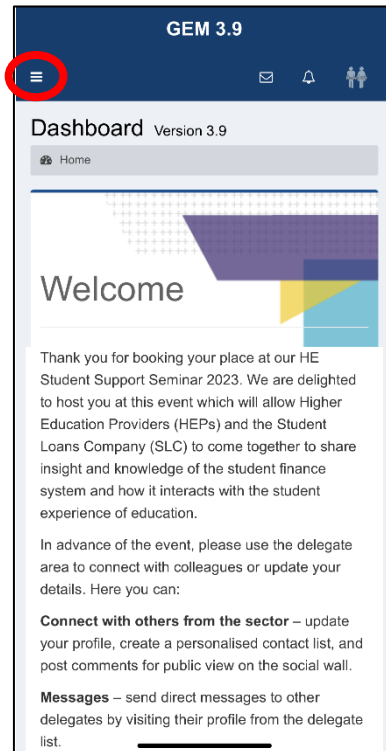 GEM 3.9
Dashboard Version 3.9
Home
Welcome
Thank you for booking your place at our HE
Student Support Seminar 2023. We are delighted
to host you at this event which will allow Higher
Education Providers (HEPs) and the Student
Loans Company (SLC) to come together to share
insight and knowledge of the student finance
system and how it interacts with the student
experience of education.
In advance of the event, please use the delegate
area to connect with colleagues or update your
details. Here you can:
Connect with others from the sector – update
your profile, create a personalised contact list, and
post comments for public view on the social wall.
Messages – send direct messages to other
delegates by visiting their profile from the delegate
list.